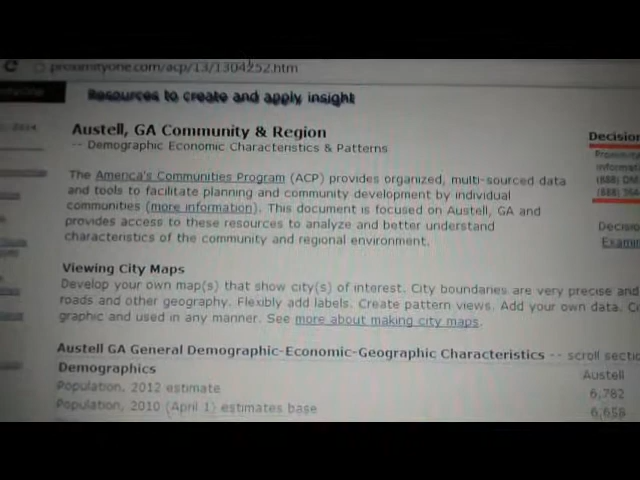 proximityone.com/acp/13/1304252.htm
Resources to create and apply insight
Austell, GA Community & Region
-- Demographic Economic Characteristics & Patterns
Decision
The America's Communities Program (ACP) provides organized, multi-sourced data
and tools to facilitate planning and community development by individual
communities (more information). This document is focused on Austell, GA and
provides access to these resources to analyze and better understand
characteristics of the community and regional environment.
(888) DM
(888) 364
Decisio
Examin
Viewing City Maps
Develop your own map(s) that show city(s) of interest. City boundaries are very precise and
roads and other geography. Flexibly add labels. Create pattern views. Add your own data.
graphic and used in any manner. See more about making city maps.
Austell GA General Demographic-Economic-Geographic Characteristics -- scroll sectio
Demographics
Austell
Population, 2012 estimate
6,782
Population, 2010 (April 1) estimates base
6,658